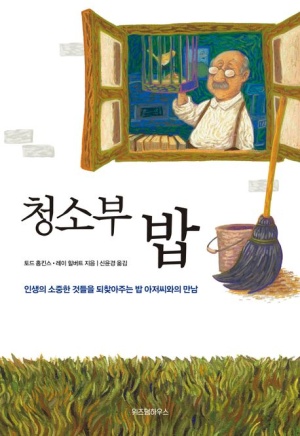 청소부
밥
토드 홉킨스·레이 힐버트 지음 | 신윤경 옮김
인생의 소중한 것들을 되찾아주는 밥 아저씨와의 만남
위즈덤하우스